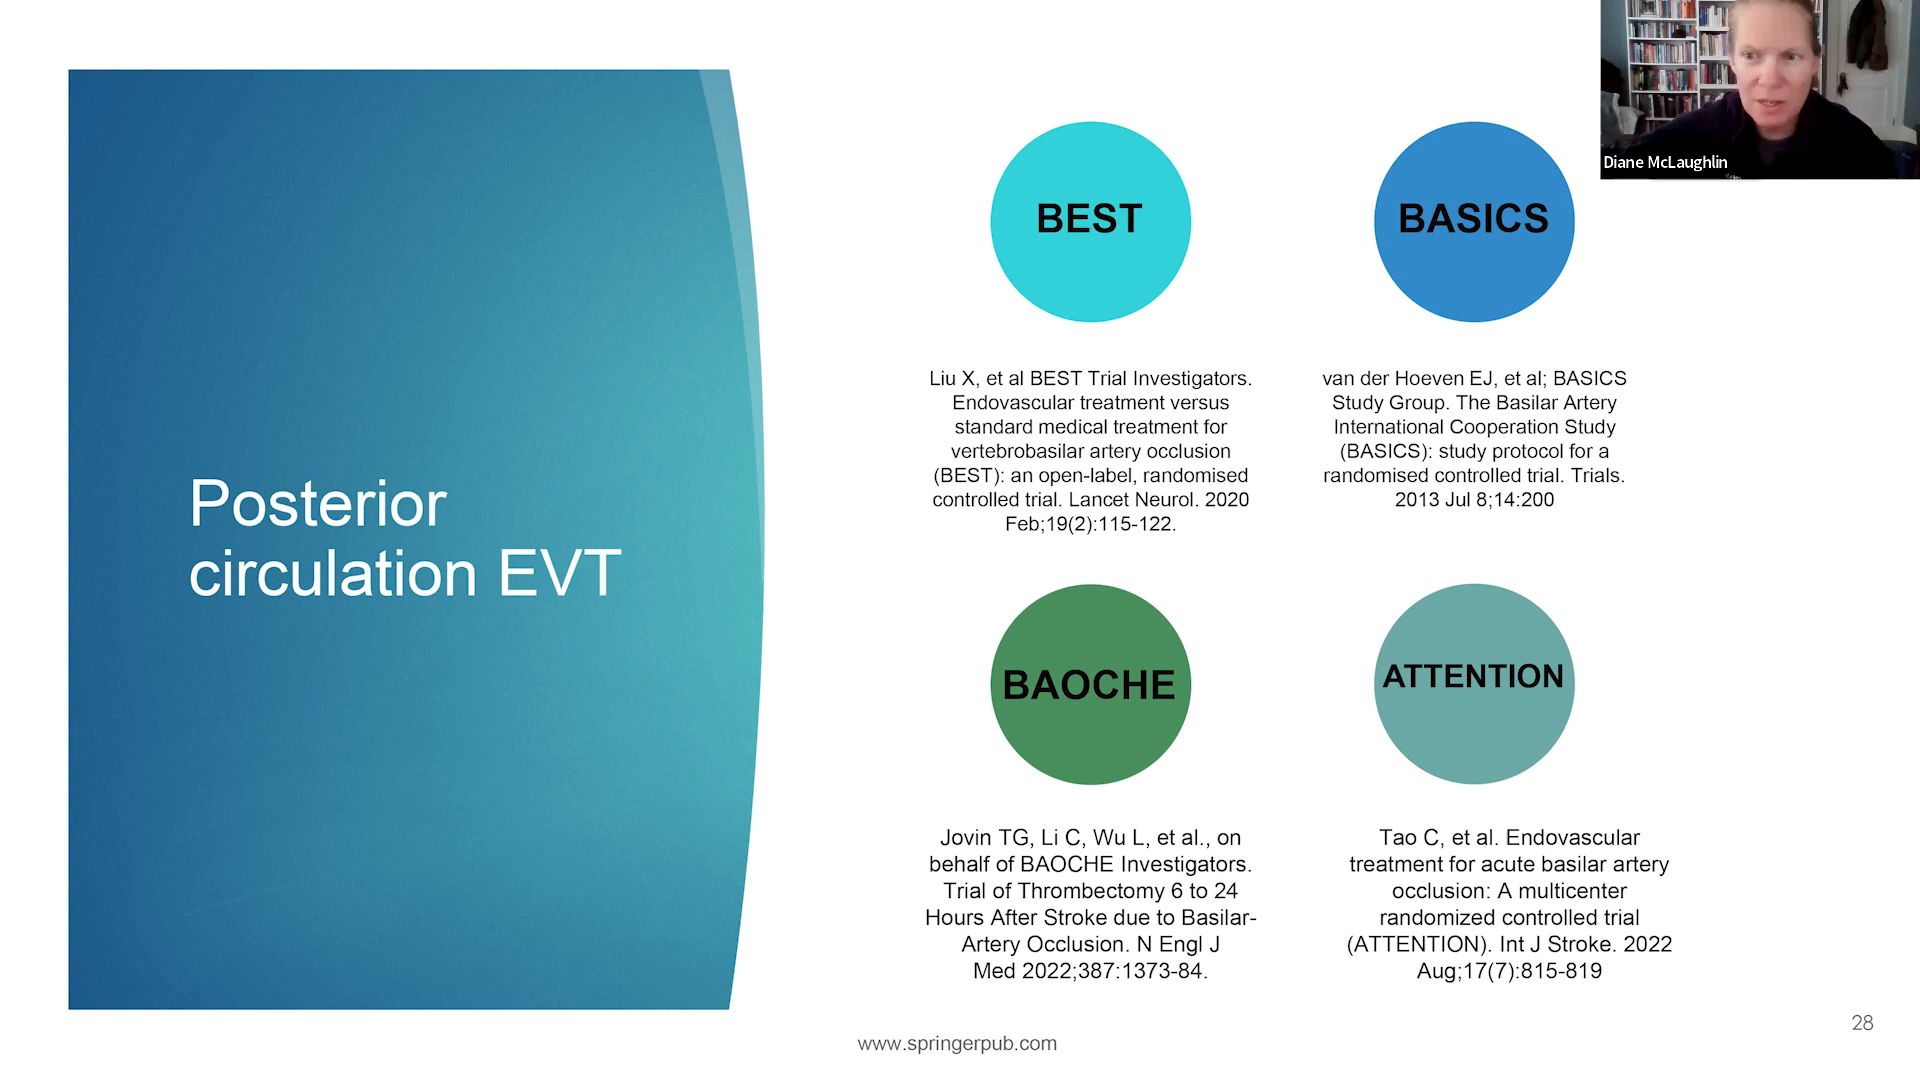 Posterior
circulation EVT
BEST
Liu X, et al BEST Trial Investigators.
Endovascular treatment versus
standard medical treatment for
vertebrobasilar artery occlusion
(BEST): an open-label, randomised
controlled trial. Lancet Neurol. 2020
Feb;19(2):115-122.
BASICS
van der Hoeven EJ, et al; BASICS
Study Group. The Basilar Artery
International Cooperation Study
(BASICS): study protocol for a
randomised controlled trial. Trials.
2013 Jul 8;14:200
BAOCHE
Jovin TG, Li C, Wu L, et al., on
behalf of BAOCHE Investigators.
Trial of Thrombectomy 6 to 24
Hours After Stroke due to Basilar-
Artery Occlusion. N Engl J
Med 2022;387:1373-84.
ATTENTION
Tao C, et al. Endovascular
treatment for acute basilar artery
occlusion: A multicenter
randomized controlled trial
(ATTENTION). Int J Stroke. 2022
Aug;17(7):815-819
Diane McLaughlin
www.springerpub.com
28